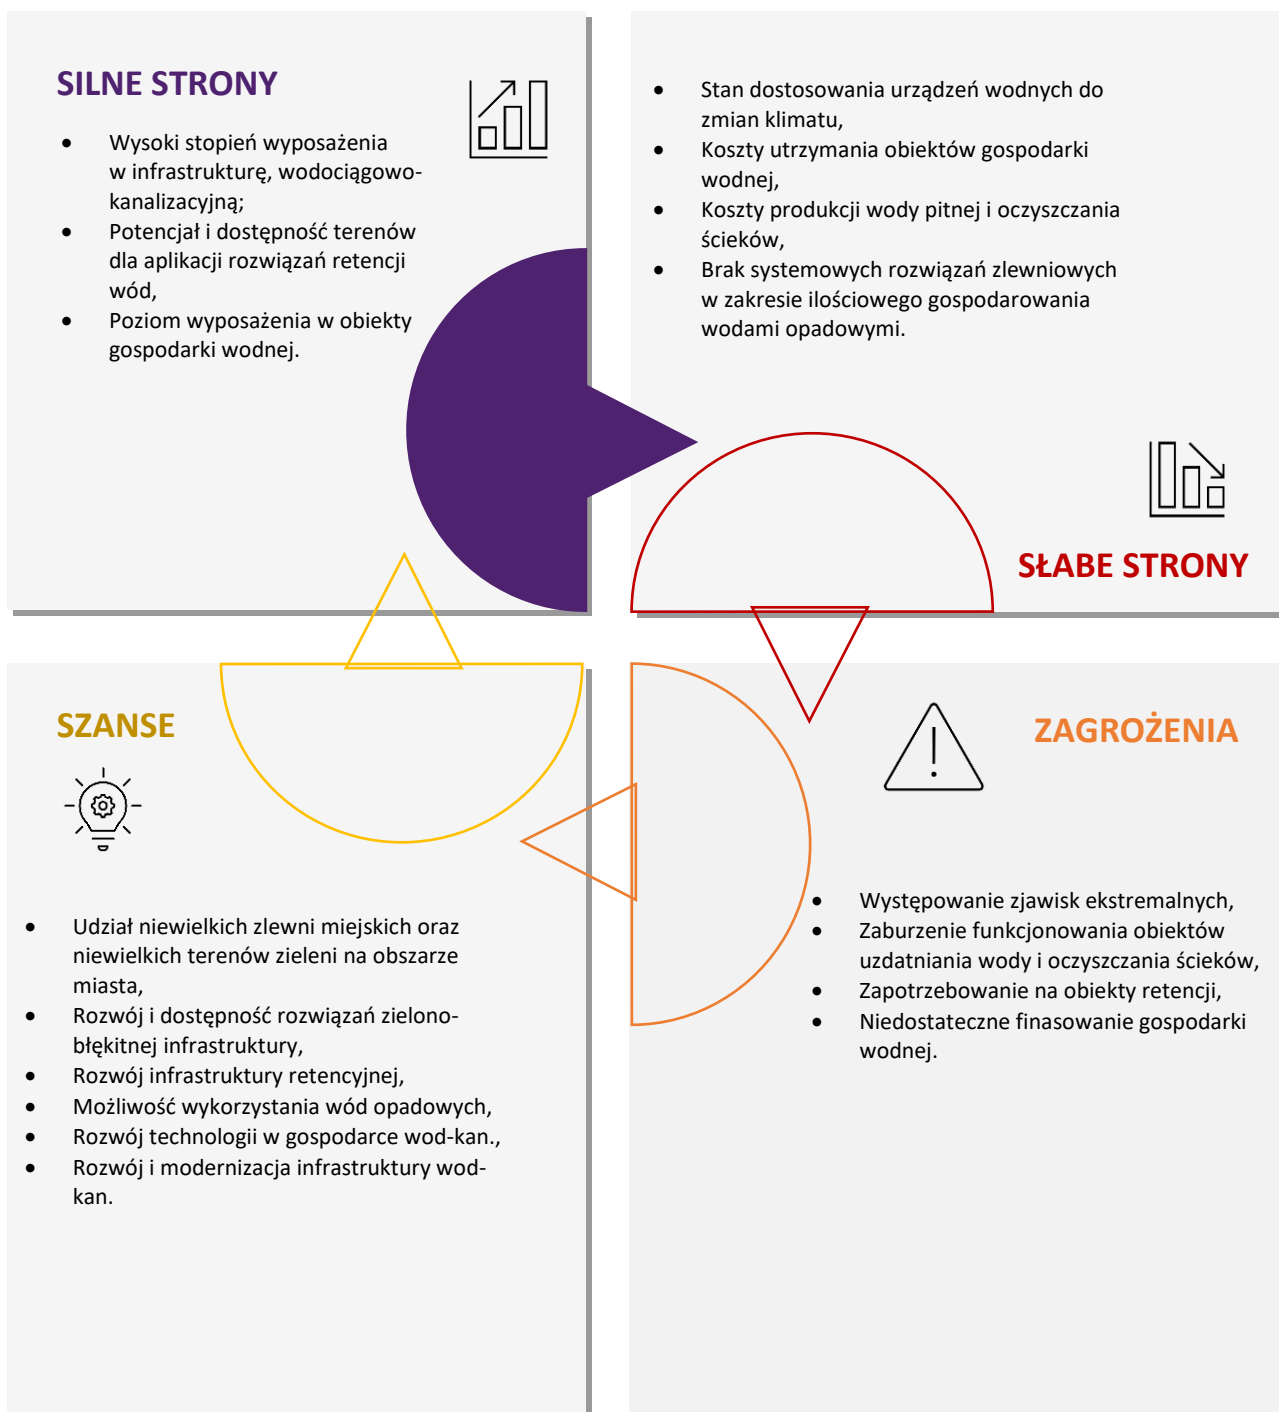 SILNE STRONY
• Wysoki stopień wyposażenia
w infrastrukturę, wodociągowo-
kanalizacyjną;
• Potencjał i dostępność terenów
dla aplikacji rozwiązań retencji
wód,
• Poziom wyposażenia w obiekty
gospodarki wodnej.
• Stan dostosowania urządzeń wodnych do
zmian klimatu,
• Koszty utrzymania obiektów gospodarki
wodnej,
• Koszty produkcji wody pitnej i oczyszczania
ścieków,
• Brak systemowych rozwiązań zlewniowych
w zakresie ilościowego gospodarowania
wodami opadowymi.
SŁABE STRONY
SZANSE
• Udział niewielkich zlewni miejskich oraz
niewielkich terenów zieleni na obszarze
miasta,
• Rozwój i dostępność rozwiązań zielono-
błękitnej infrastruktury,
• Rozwój infrastruktury retencyjnej,
• Możliwość wykorzystania wód opadowych,
• Rozwój technologii w gospodarce wod-kan.,
• Rozwój i modernizacja infrastruktury wod-
kan.
ZAGROŻENIA
• Występowanie zjawisk ekstremalnych,
• Zaburzenie funkcjonowania obiektów
uzdatniania wody i oczyszczania ścieków,
• Zapotrzebowanie na obiekty retencji,
• Niedostateczne finasowanie gospodarki
wodnej.